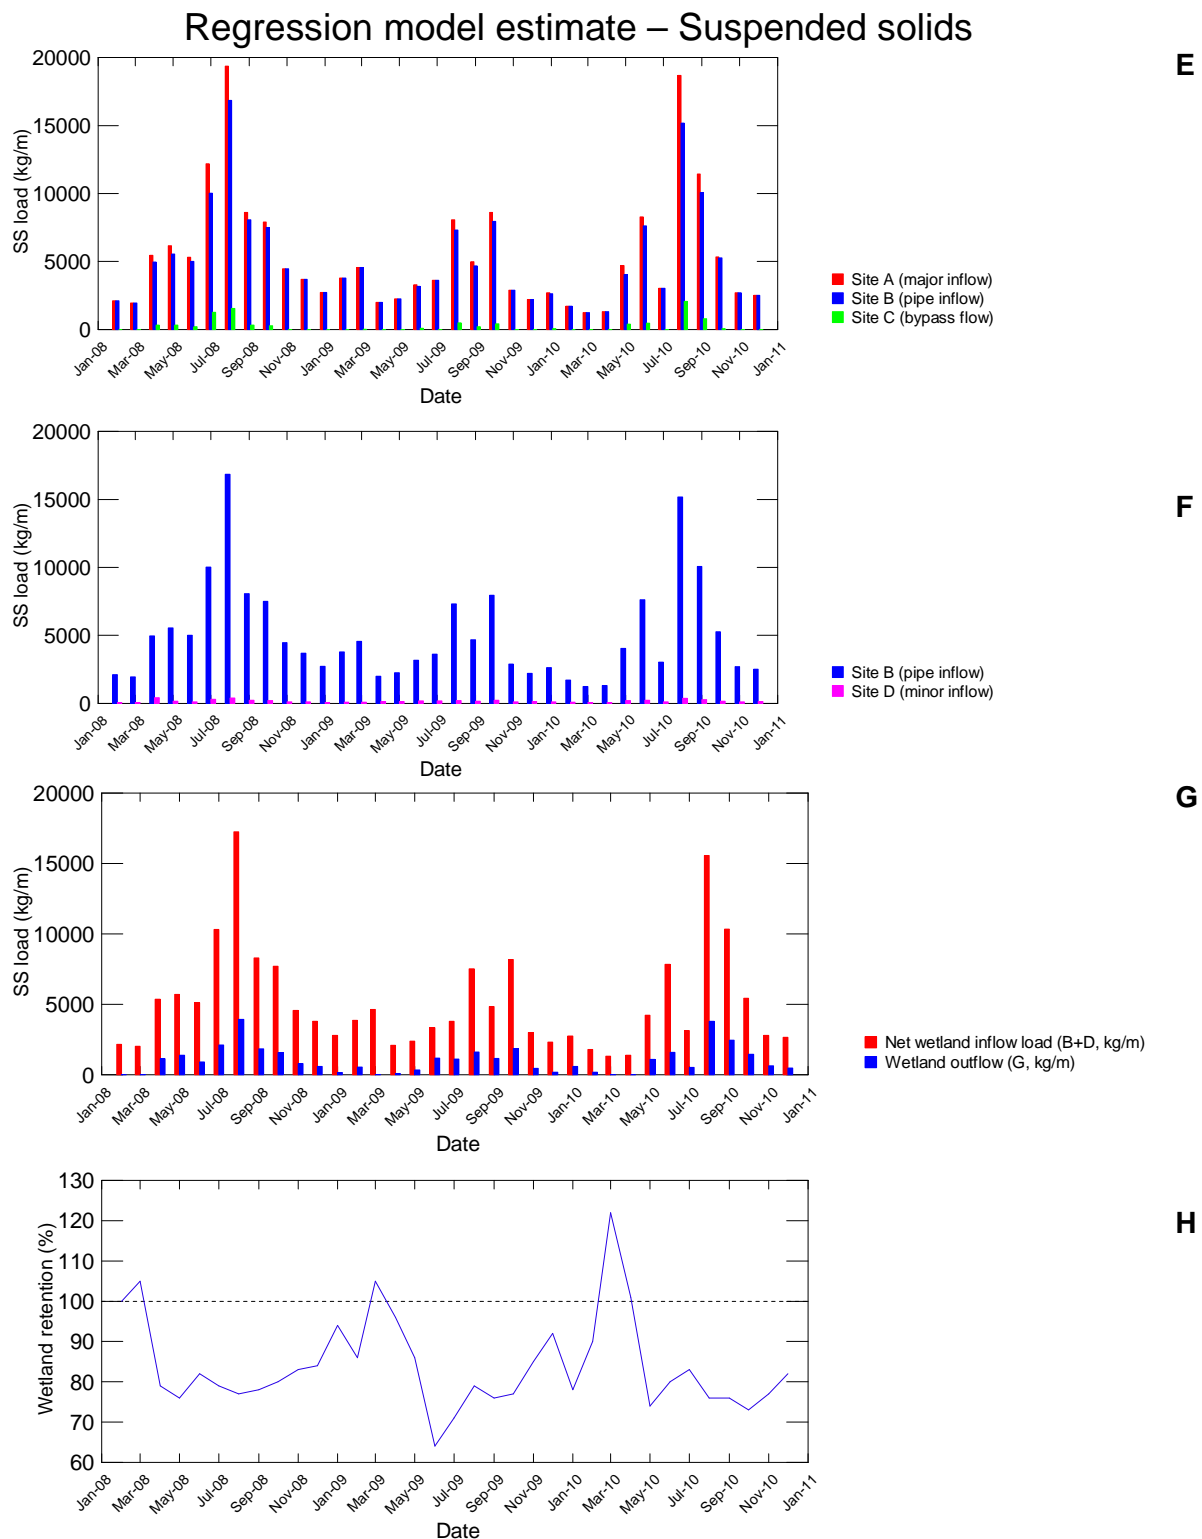 Regression model estimate – Suspended solids
E
20000
15000
10000
5000
0
SS load (kg/m)
Jan-08
Mar-08
May-08
Jul-08
Sep-08
Nov-08
Jan-09
Mar-09
May-09
Jul-09
Sep-09
Nov-09
Jan-10
Mar-10
May-10
Jul-10
Sep-10
Nov-10
Jan-11
Date
Site A (major inflow)
Site B (pipe inflow)
Site C (bypass flow)
F
20000
15000
10000
5000
0
SS load (kg/m)
Jan-08
Mar-08
May-08
Jul-08
Sep-08
Nov-08
Jan-09
Mar-09
May-09
Jul-09
Sep-09
Nov-09
Jan-10
Mar-10
May-10
Jul-10
Sep-10
Nov-10
Jan-11
Date
Site B (pipe inflow)
Site D (minor inflow)
G
20000
15000
10000
5000
0
SS load (kg/m)
Jan-08
Mar-08
May-08
Jul-08
Sep-08
Nov-08
Jan-09
Mar-09
May-09
Jul-09
Sep-09
Nov-09
Jan-10
Mar-10
May-10
Jul-10
Sep-10
Nov-10
Jan-11
Date
Net wetland inflow load (B+D, kg/m)
Wetland outflow (G, kg/m)
H
130
120
110
100
90
80
70
60
Wetland retention (%)
Jan-08
Mar-08
May-08
Jul-08
Sep-08
Nov-08
Jan-09
Mar-09
May-09
Jul-09
Sep-09
Nov-09
Jan-10
Mar-10
May-10
Jul-10
Sep-10
Nov-10
Jan-11
Date